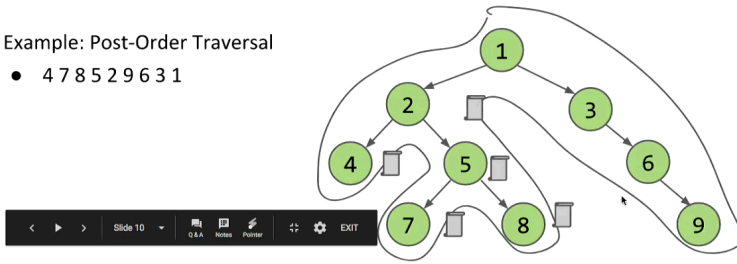 Example: Post-Order Traversal
● 4 7 8 5 2 9 6 3 1
1
2
3
4
5
6
7
8
9
Slide 10
Q & A
Notes
Pointer
EXIT